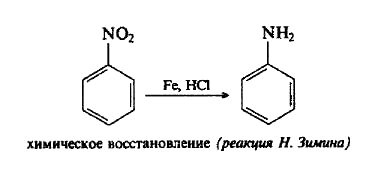 NO₂
NH₂
Fe, HCl
химическое восстановление (реакция Н. Зимина)